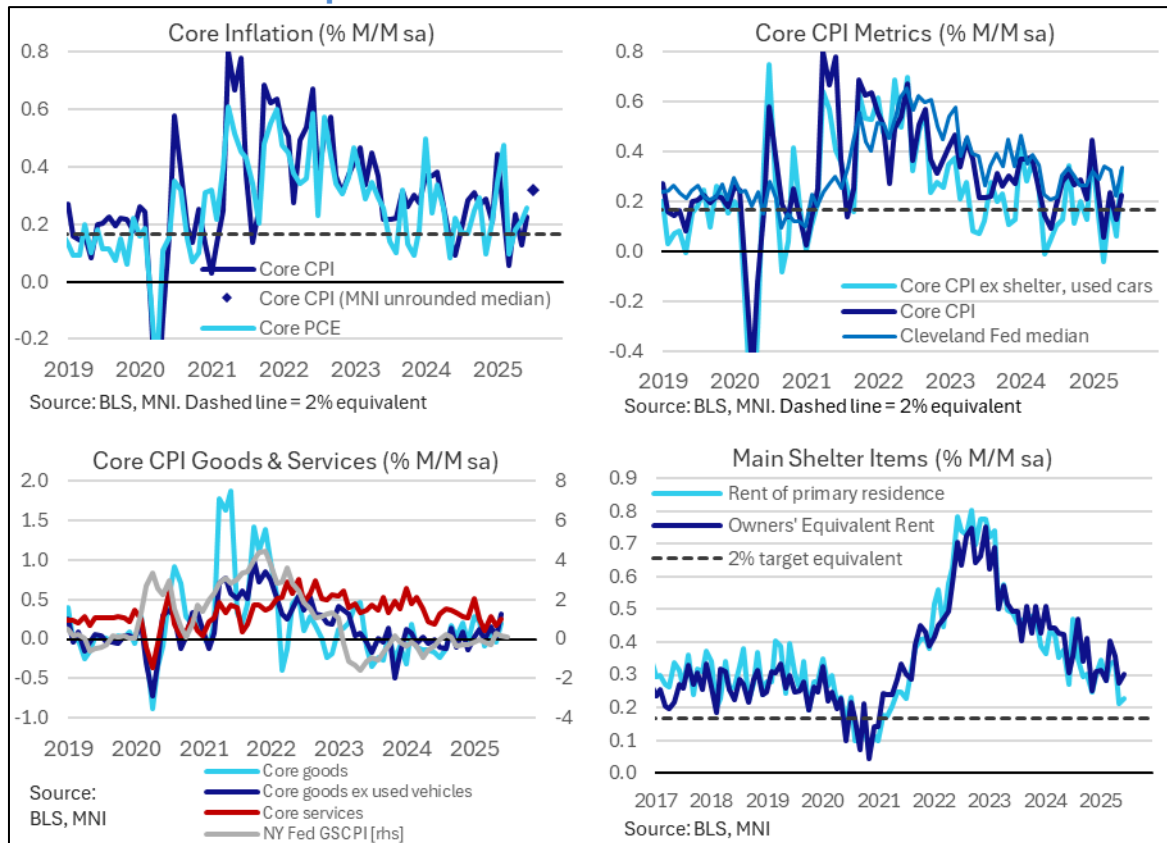 Core Inflation (% M/M sa)
0.8
0.6
0.4
0.2
0.0
-0.2
Core CPI
Core CPI (MNI unrounded median)
Core PCE
2019 2020 2021 2022 2023 2024 2025
Source: BLS, MNI. Dashed line = 2% equivalent
Core CPI Metrics (% M/M sa)
0.8
0.6
0.4
0.2
0.0
-0.2
-0.4
Core CPI ex shelter, used cars
Core CPI
Cleveland Fed median
2019 2020 2021 2022 2023 2024 2025
Source: BLS, MNI. Dashed line = 2% equivalent
Core CPI Goods & Services (% M/M sa)
2.0 8
1.5 6
1.0 4
0.5 2
0.0 0
-0.5 -2
-1.0 -4
2019 2020 2021 2022 2023 2024 2025
Core goods
Core goods ex used vehicles
Core services
NY Fed GSCPI [rhs]
Source:
BLS, MNI
Main Shelter Items (% M/M sa)
0.9
0.8
0.7
0.6
0.5
0.4
0.3
0.2
0.1
0.0
Rent of primary residence
Owners' Equivalent Rent
2% target equivalent
2017 2018 2019 2020 2021 2022 2023 2024 2025
Source: BLS, MNI